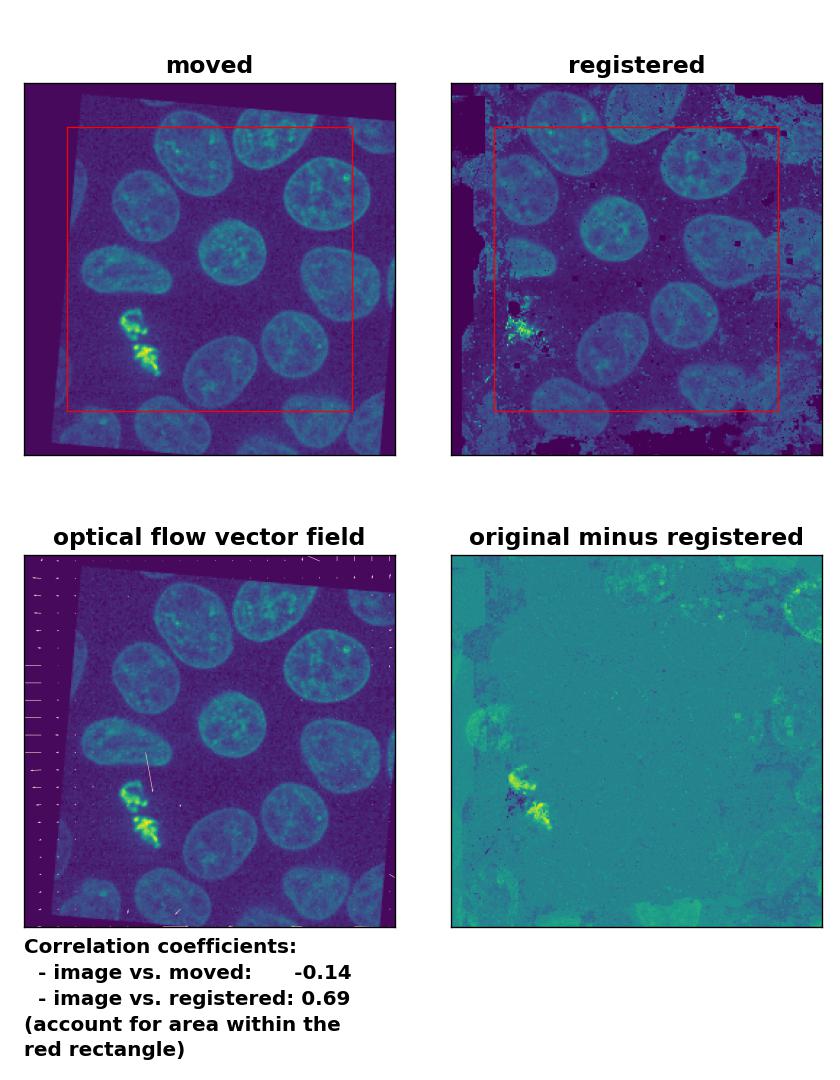 moved
registered
optical flow vector field
original minus registered
Correlation coefficients:
- image vs. moved: -0.14
- image vs. registered: 0.69
(account for area within the
red rectangle)